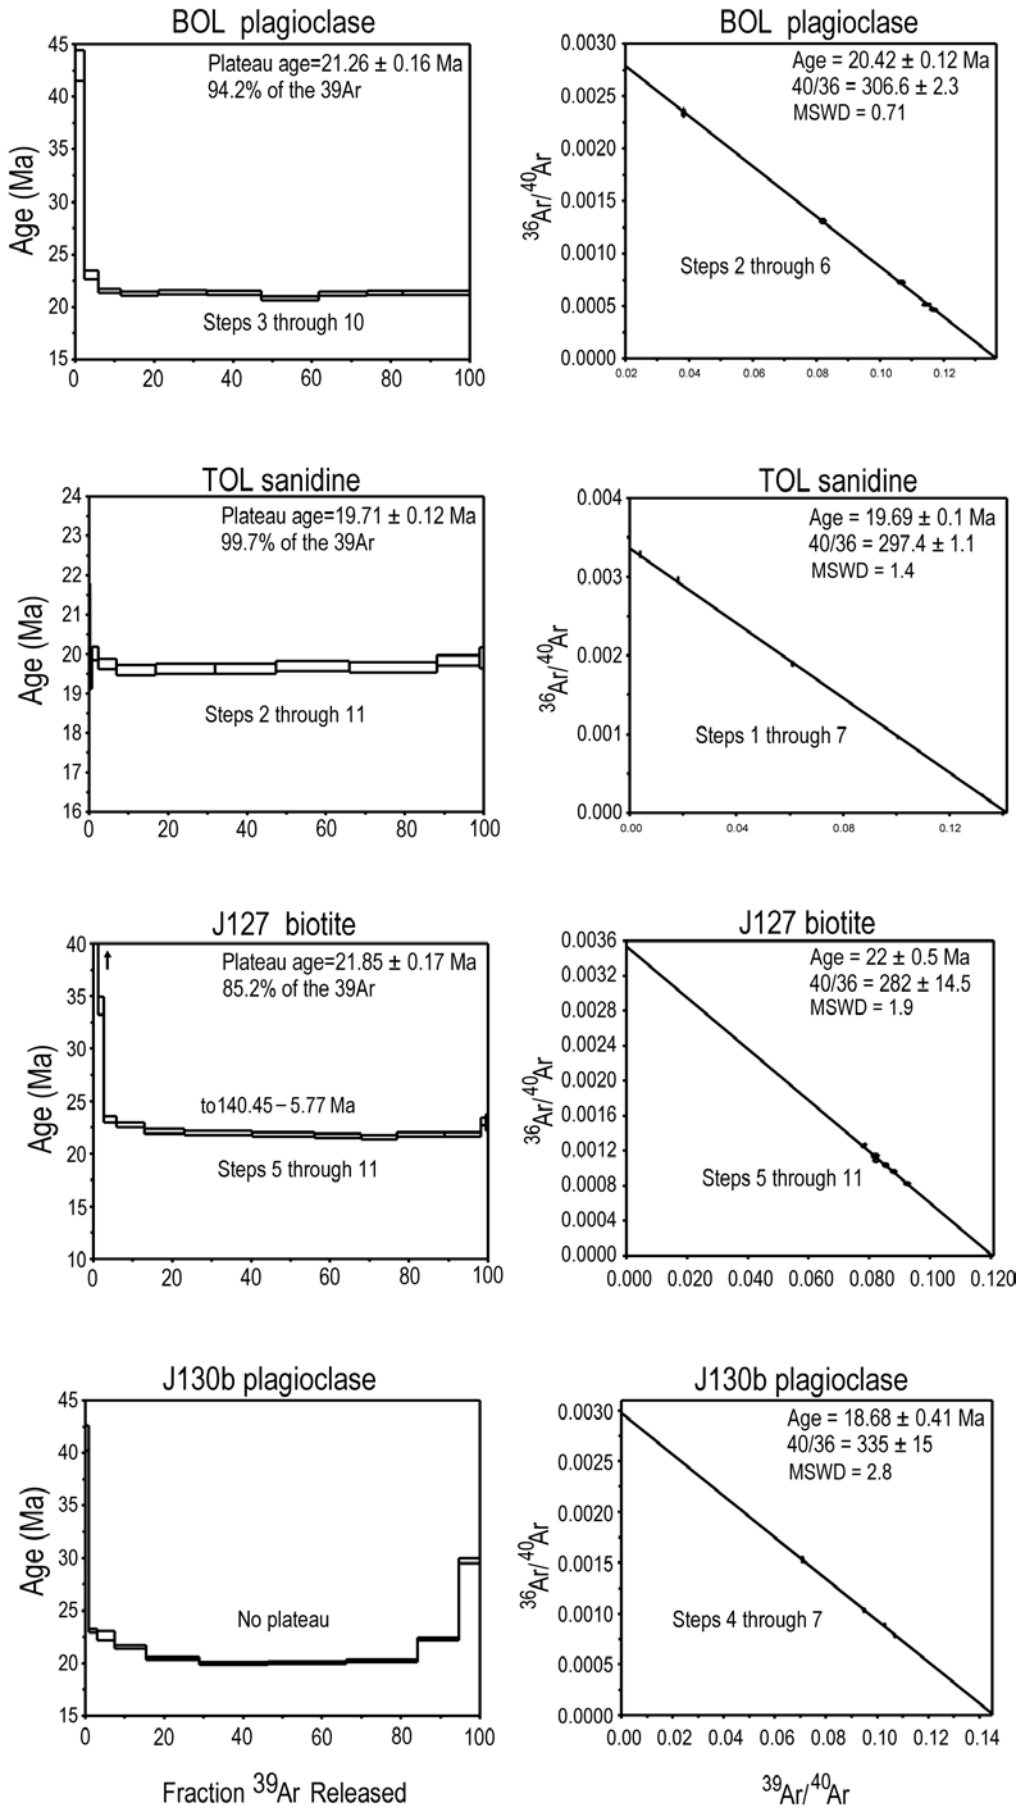 BOL plagioclase
Plateau age=21.26 ± 0.16 Ma
94.2% of the 39Ar
Steps 3 through 10
Age (Ma)
45
40
35
30
25
20
15
0 20 40 60 80 100
BOL plagioclase
Age = 20.42 ± 0.12 Ma
40/36 = 306.6 ± 2.3
MSWD = 0.71
Steps 2 through 6
36Ar/40Ar
0.0030
0.0025
0.0020
0.0015
0.0010
0.0005
0.0000
0.02 0.04 0.06 0.08 0.10 0.12
TOL sanidine
Plateau age=19.71 ± 0.12 Ma
99.7% of the 39Ar
Steps 2 through 11
Age (Ma)
24
23
22
21
20
19
18
17
16
0 20 40 60 80 100
TOL sanidine
Age = 19.69 ± 0.1 Ma
40/36 = 297.4 ± 1.1
MSWD = 1.4
Steps 1 through 7
36Ar/40Ar
0.004
0.003
0.002
0.001
0.000
0.00 0.04 0.08 0.12
J127 biotite
Plateau age=21.85 ± 0.17 Ma
85.2% of the 39Ar
to140.45–5.77 Ma
Steps 5 through 11
Age (Ma)
40
35
30
25
20
15
10
0 20 40 60 80 100
J127 biotite
Age = 22 ± 0.5 Ma
40/36 = 282 ± 14.5
MSWD = 1.9
Steps 5 through 11
36Ar/40Ar
0.0036
0.0032
0.0028
0.0024
0.0020
0.0016
0.0012
0.0008
0.0004
0.0000
0.000 0.020 0.040 0.060 0.080 0.100 0.120
J130b plagioclase
No plateau
Age (Ma)
45
40
35
30
25
20
15
0 20 40 60 80 100
Fraction 39Ar Released
J130b plagioclase
Age = 18.68 ± 0.41 Ma
40/36 = 335 ± 15
MSWD = 2.8
Steps 4 through 7
36Ar/40Ar
0.0030
0.0025
0.0020
0.0015
0.0010
0.0005
0.0000
0.00 0.02 0.04 0.06 0.08 0.10 0.12 0.14
39Ar/40Ar